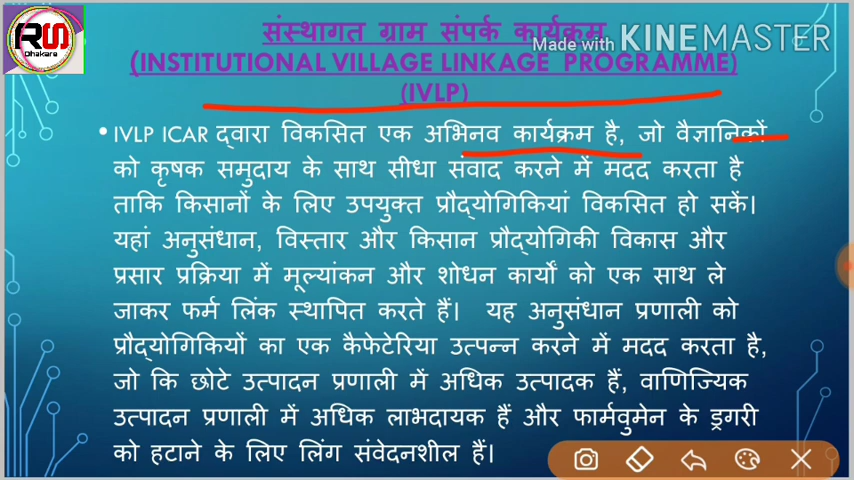 RS
Dhakare
संस्थागत ग्राम संपर्क कार्यक्रम
Made with KINEMASTER
(INSTITUTIONAL VILLAGE LINKAGE PROGRAMME)
(IVLP)
• IVLP ICAR द्वारा विकसित एक अभिनव कार्यक्रम है, जो वैज्ञानिकों
को कृषक समुदाय के साथ सीधा संवाद करने में मदद करता है
ताकि किसानों के लिए उपयुक्त प्रौद्योगिकियां विकसित हो सकें।
यहां अनुसंधान, विस्तार और किसान प्रौद्योगिकी विकास और
प्रसार प्रक्रिया में मूल्यांकन और शोधन कार्यों को एक साथ ले
जाकर फर्म लिंक स्थापित करते हैं। यह अनुसंधान प्रणाली को
प्रौद्योगिकियों का एक कैफेटेरिया उत्पन्न करने में मदद करता है,
जो कि छोटे उत्पादन प्रणाली में अधिक उत्पादक हैं, वाणिज्यिक
उत्पादन प्रणाली में अधिक लाभदायक हैं और फार्मवुमेन के ड्रगरी
को हटाने के लिए लिंग संवेदनशील हैं।